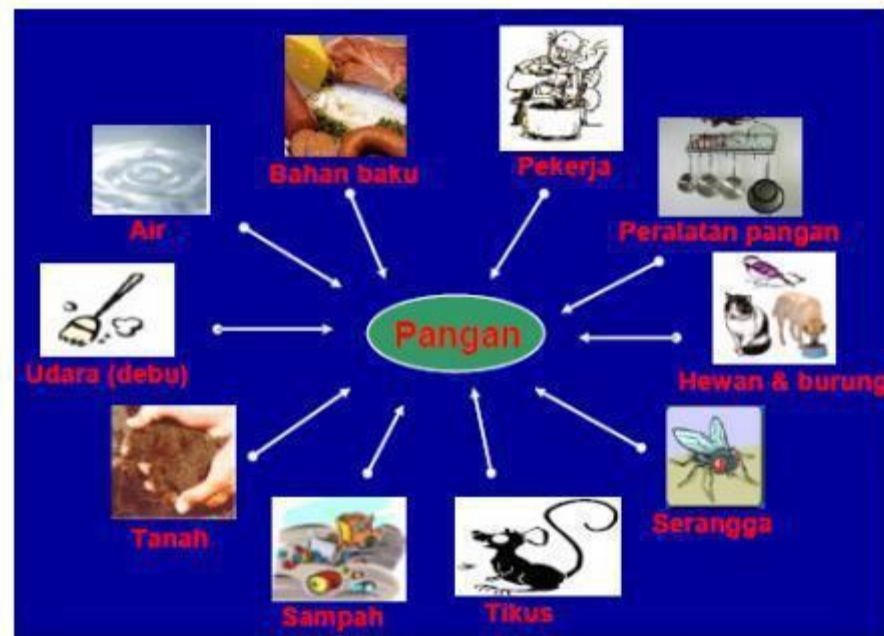 Bahan baku
Pekerja
Air
Peralatan pangan
Udara (debu)
Pangan
Hewan & burung
Tanah
Serangga
Sampah
Tikus